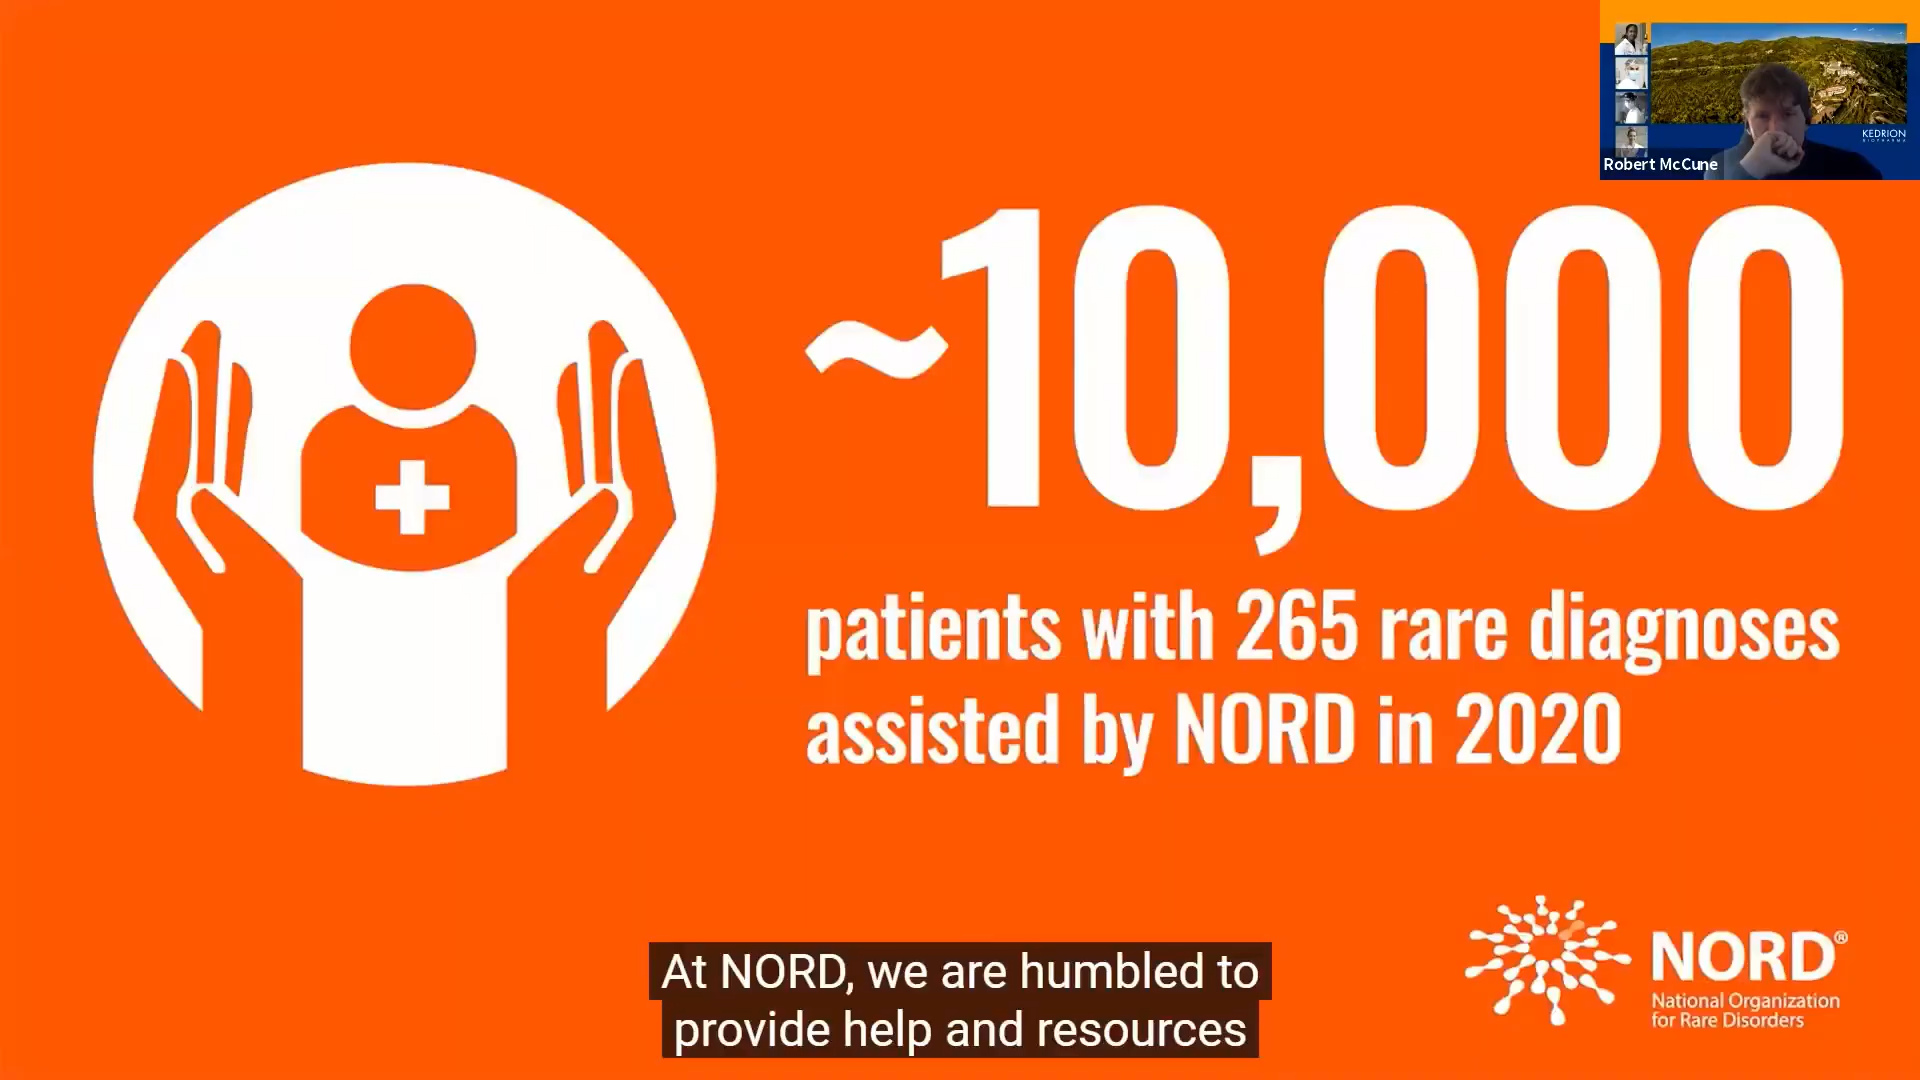 KEDRION
BIOPHARMA
Robert McCune
~10,000
patients with 265 rare diagnoses
assisted by NORD in 2020
NORD®
National Organization
for Rare Disorders
At NORD, we are humbled to
provide help and resources